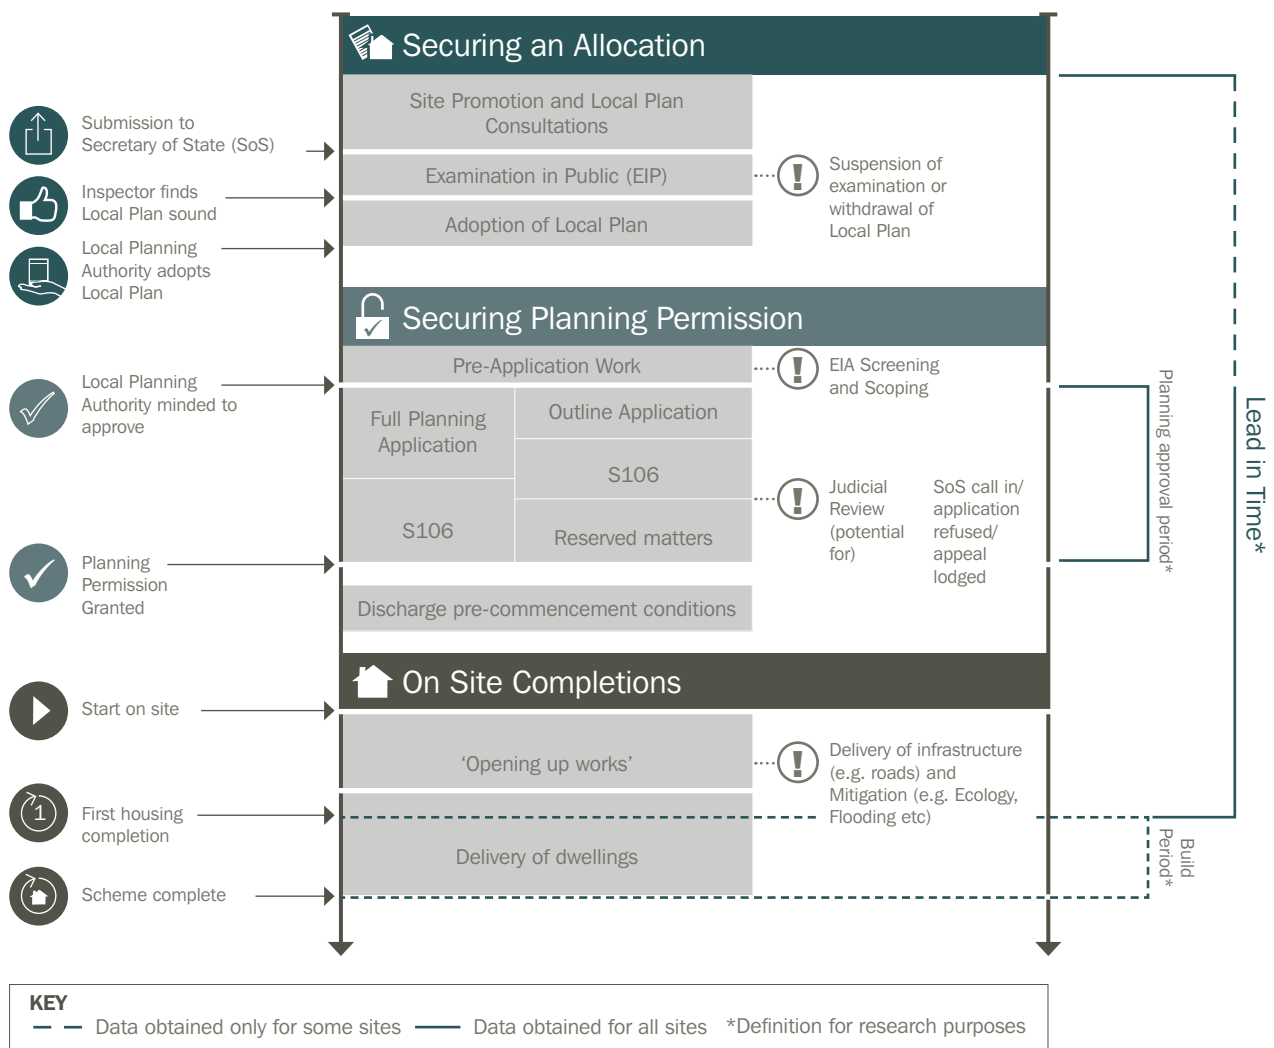 Securing an Allocation
Site Promotion and Local Plan
Consultations
Submission to
Secretary of State (SoS)
Examination in Public (EIP)
Suspension of
examination or
withdrawal of
Local Plan
Inspector finds
Local Plan sound
Adoption of Local Plan
Local Planning
Authority adopts
Local Plan
Securing Planning Permission
Pre-Application Work
EIA Screening
and Scoping
Local Planning
Authority minded to
approve
Full Planning
Application
S106
Outline Application
S106
Reserved matters
Judicial
Review
(potential
for)
SoS call in/
application
refused/
appeal
lodged
Planning
Permission
Granted
Discharge pre-commencement conditions
Planning approval period*
Lead in Time*
On Site Completions
Start on site
‘Opening up works’
Delivery of infrastructure
(e.g. roads) and
Mitigation (e.g. Ecology,
Flooding etc)
1
First housing
completion
Delivery of dwellings
Build
Period*
Scheme complete
KEY
Data obtained only for some sites
Data obtained for all sites
*Definition for research purposes